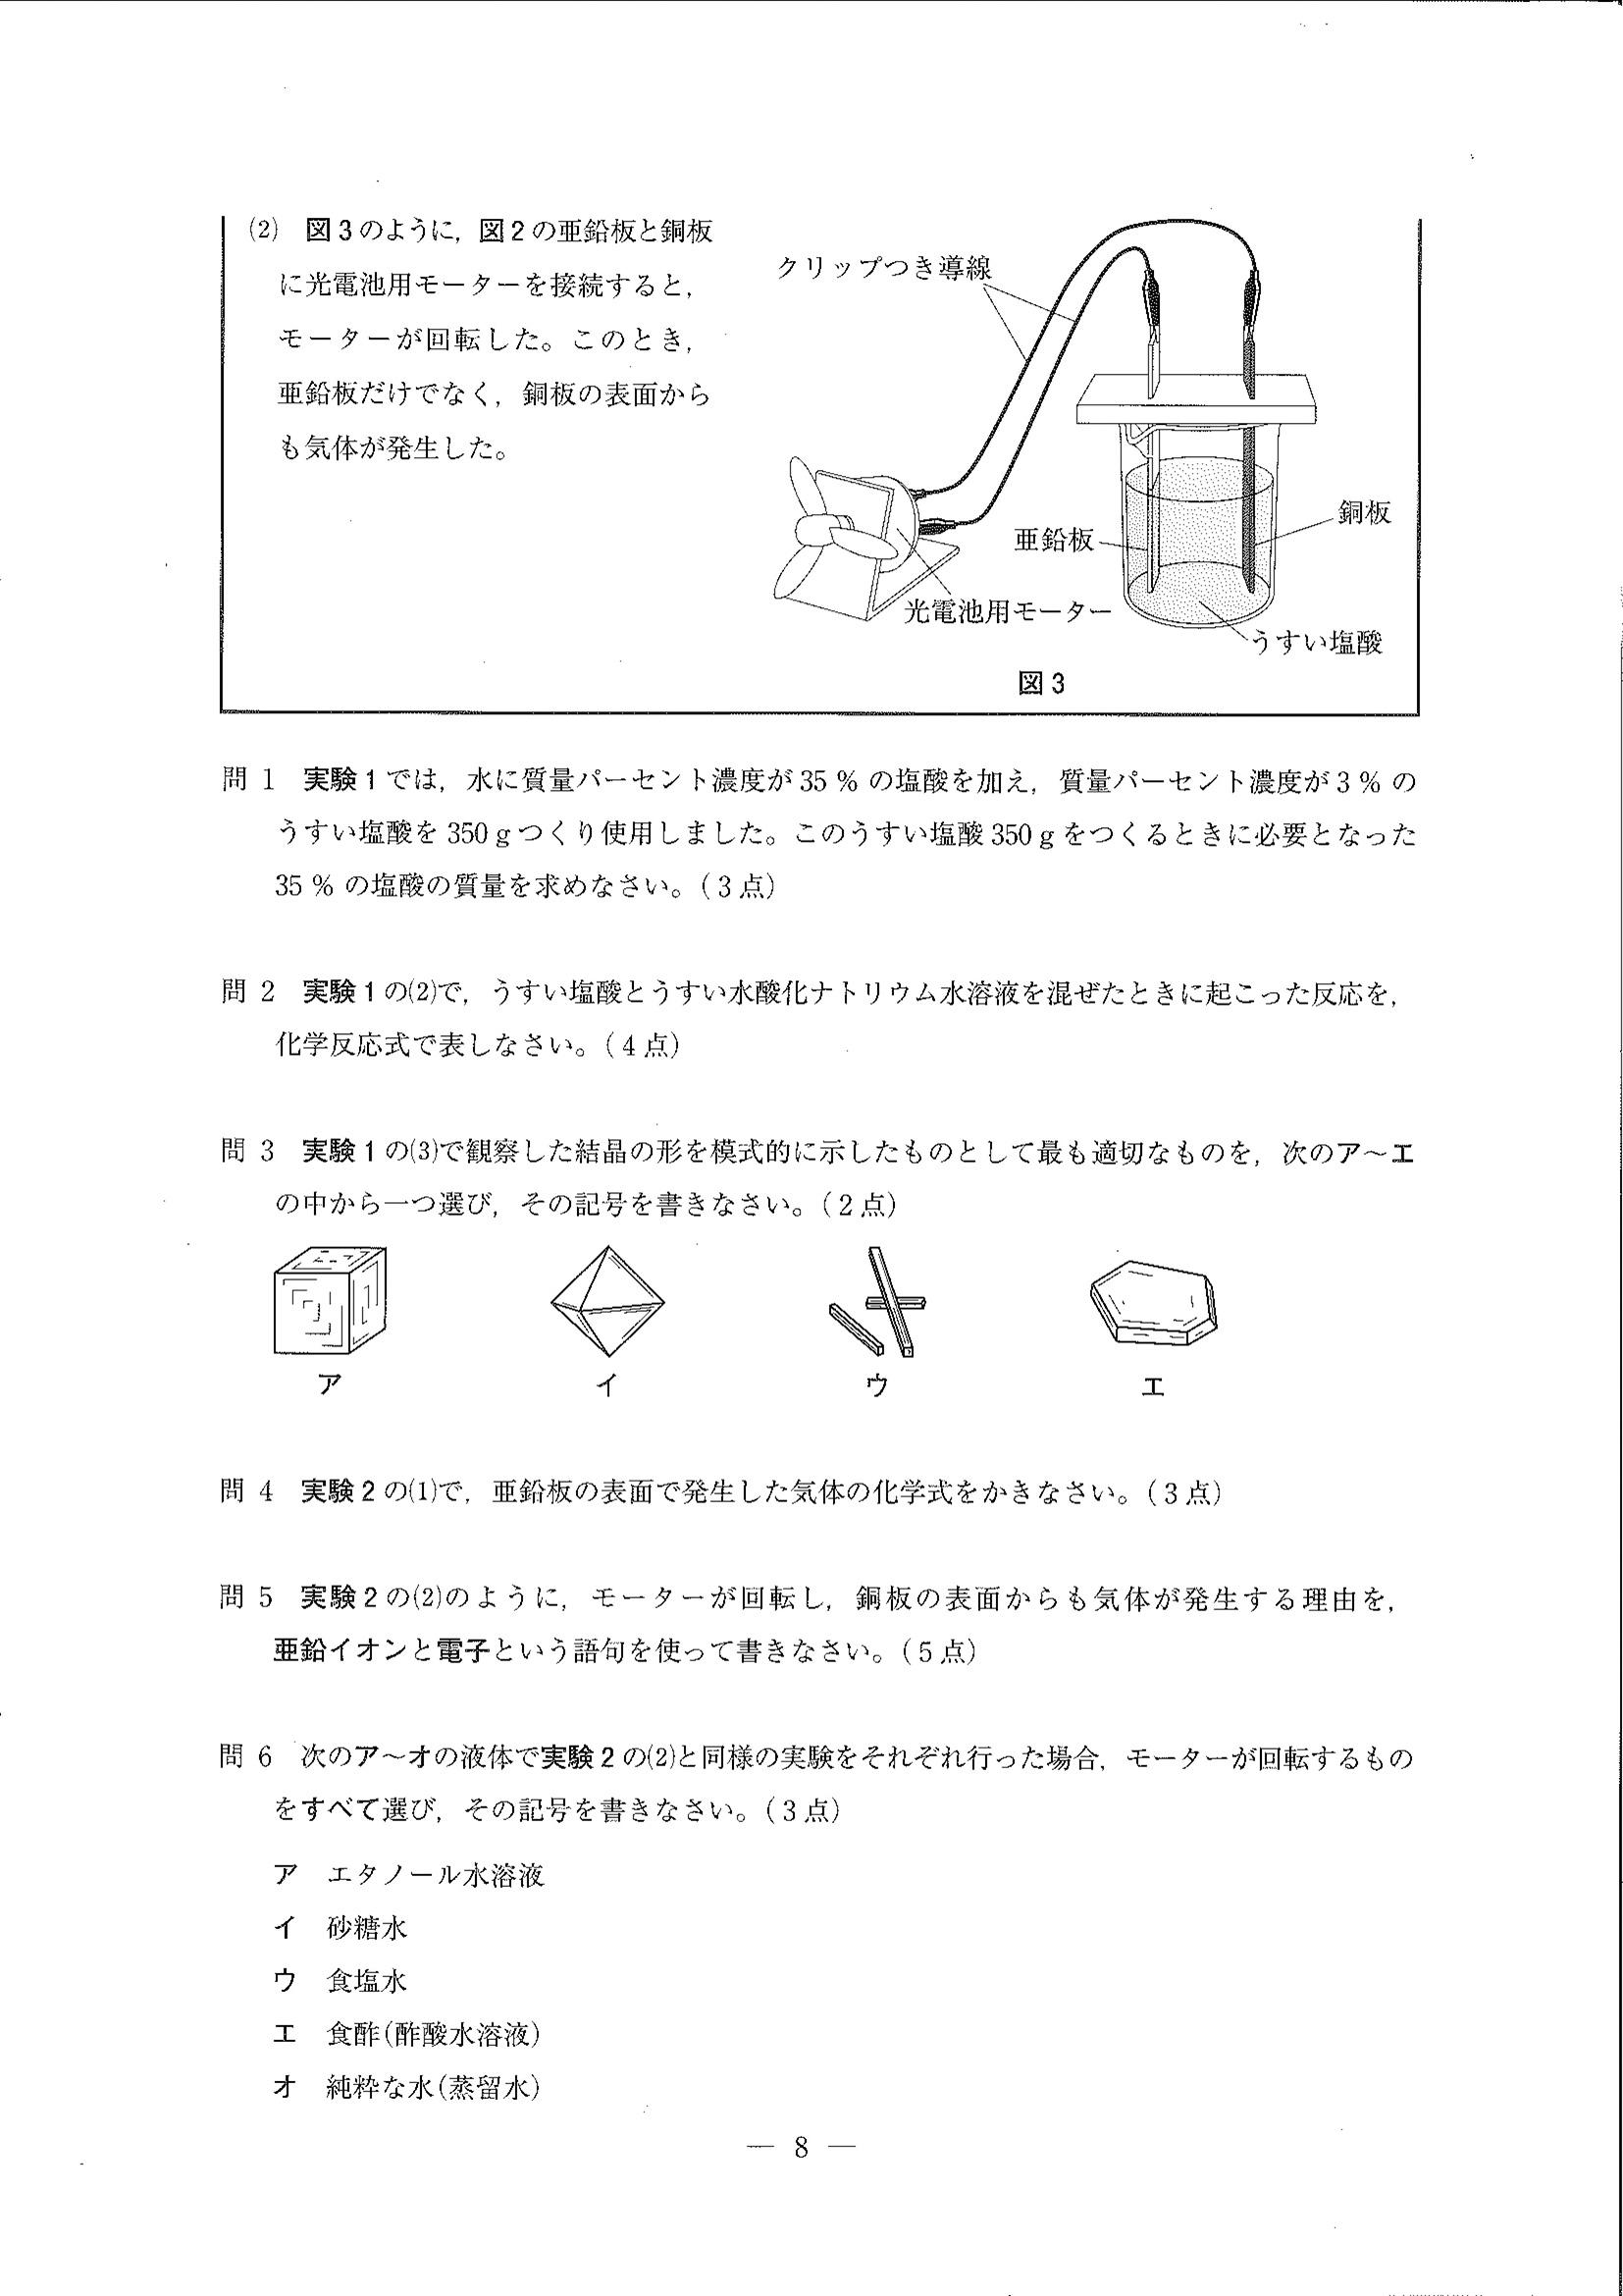 (2) 図3のように，図2の亜鉛板と銅板
に光電池用モーターを接続すると，
モーターが回転した。このとき，
亜鉛板だけでなく，銅板の表面から
も気体が発生した。
クリップつき導線
銅板
亜鉛板
光電池用モーター
うすい塩酸
図3
問1 実験1では，水に質量パーセント濃度が35％の塩酸を加え，質量パーセント濃度が3％の
うすい塩酸を350gつくり使用しました。このうすい塩酸350gをつくるときに必要となった
35％の塩酸の質量を求めなさい。（3点）
問2 実験1の(2)で，うすい塩酸とうすい水酸化ナトリウム水溶液を混ぜたときに起こった反応を，
化学反応式で表しなさい。（4点）
問3 実験1の(3)で観察した結晶の形を模式的に示したものとして最も適切なものを，次のア～エ
の中から一つ選び，その記号を書きなさい。（2点）
ア イ ウ エ
問4 実験2の(1)で，亜鉛板の表面で発生した気体の化学式をかきなさい。（3点）
問5 実験2の(2)のように，モーターが回転し，銅板の表面からも気体が発生する理由を，
亜鉛イオンと電子という語句を使って書きなさい。（5点）
問6 次のア～オの液体で実験2の(2)と同様の実験をそれぞれ行った場合，モーターが回転するもの
をすべて選び，その記号を書きなさい。（3点）
ア エタノール水溶液
イ 砂糖水
ウ 食塩水
エ 食酢(酢酸水溶液)
オ 純粋な水(蒸留水)
— 8 —